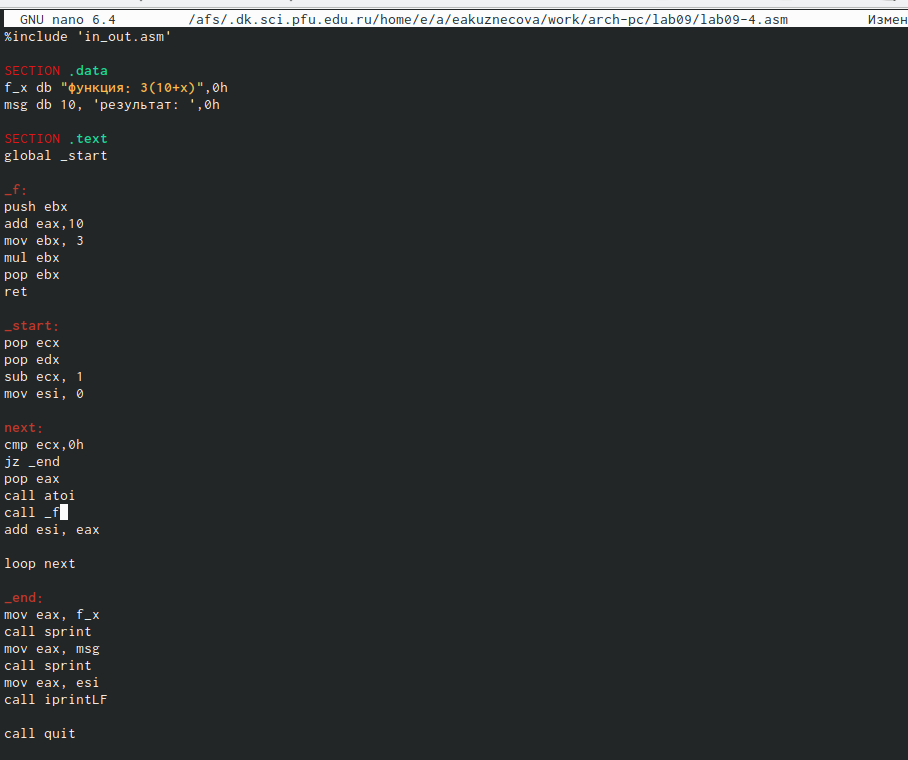 GNU nano 6.4 /afs/.dk.sci.pfu.edu.ru/home/e/a/eakuznecova/work/arch-pc/lab09/lab09-4.asm Измен
%include 'in_out.asm'
SECTION .data
f_x db "функция: 3(10+x)",0h
msg db 10, 'результат: ',0h
SECTION .text
global _start
_f:
push ebx
add eax,10
mov ebx, 3
mul ebx
pop ebx
ret
_start:
pop ecx
pop edx
sub ecx, 1
mov esi, 0
next:
cmp ecx,0h
jz _end
pop eax
call atoi
call _f
add esi, eax
loop next
_end:
mov eax, f_x
call sprint
mov eax, msg
call sprint
mov eax, esi
call iprintLF
call quit